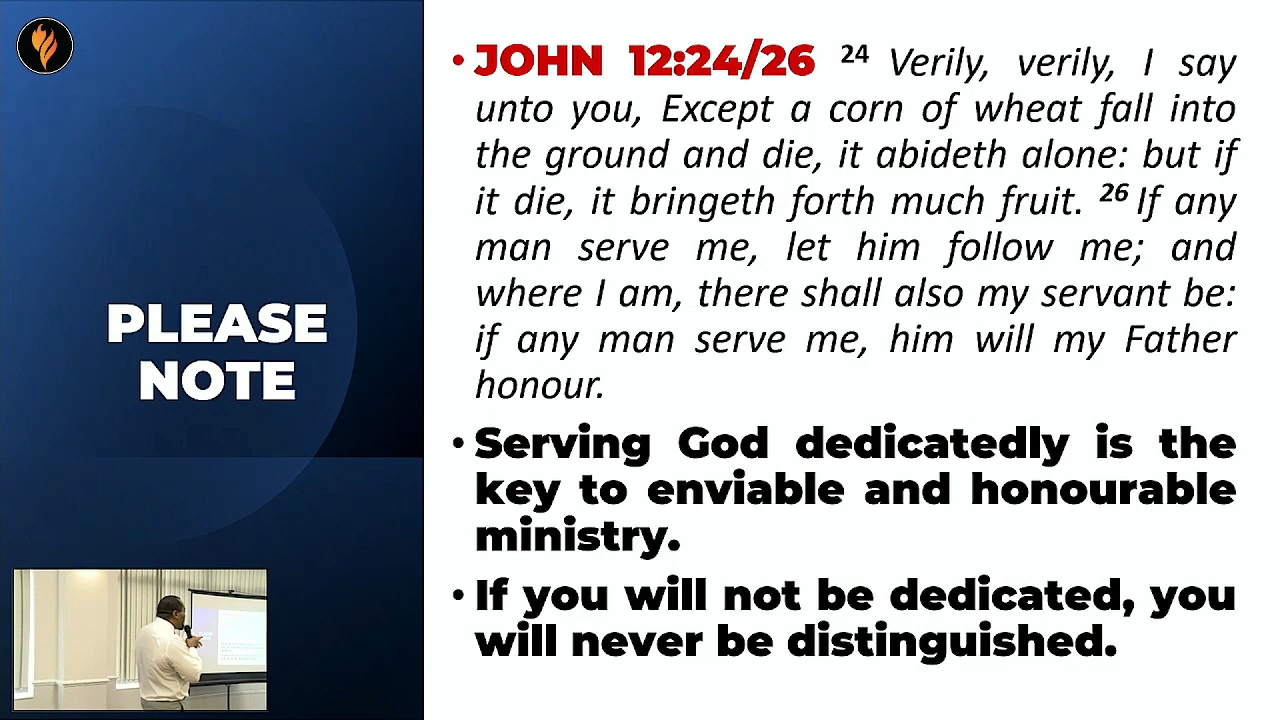 PLEASE
NOTE
• JOHN 12:24/26 24 Verily, verily, I say
unto you, Except a corn of wheat fall into
the ground and die, it abideth alone: but if
it die, it bringeth forth much fruit. 26 If any
man serve me, let him follow me; and
where I am, there shall also my servant be:
if any man serve me, him will my Father
honour.
• Serving God dedicatedly is the
key to enviable and honourable
ministry.
• If you will not be dedicated, you
will never be distinguished.